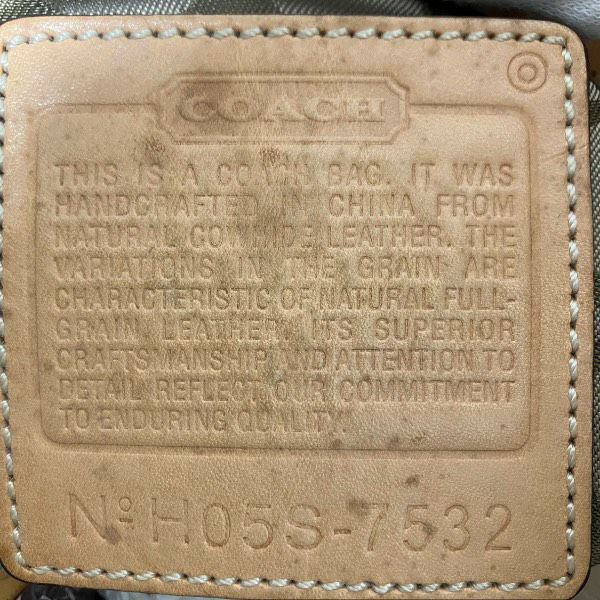 COACH
THIS IS A COACH BAG. IT WAS
HANDCRAFTED IN CHINA FROM
NATURAL COWHIDE LEATHER. THE
VARIATIONS IN THE GRAIN ARE
CHARACTERISTIC OF NATURAL FULL-
GRAIN LEATHER. ITS SUPERIOR
CRAFTSMANSHIP AND ATTENTION TO
DETAIL REFLECT OUR COMMITMENT
TO ENDURING QUALITY.
Nº H05S-7532